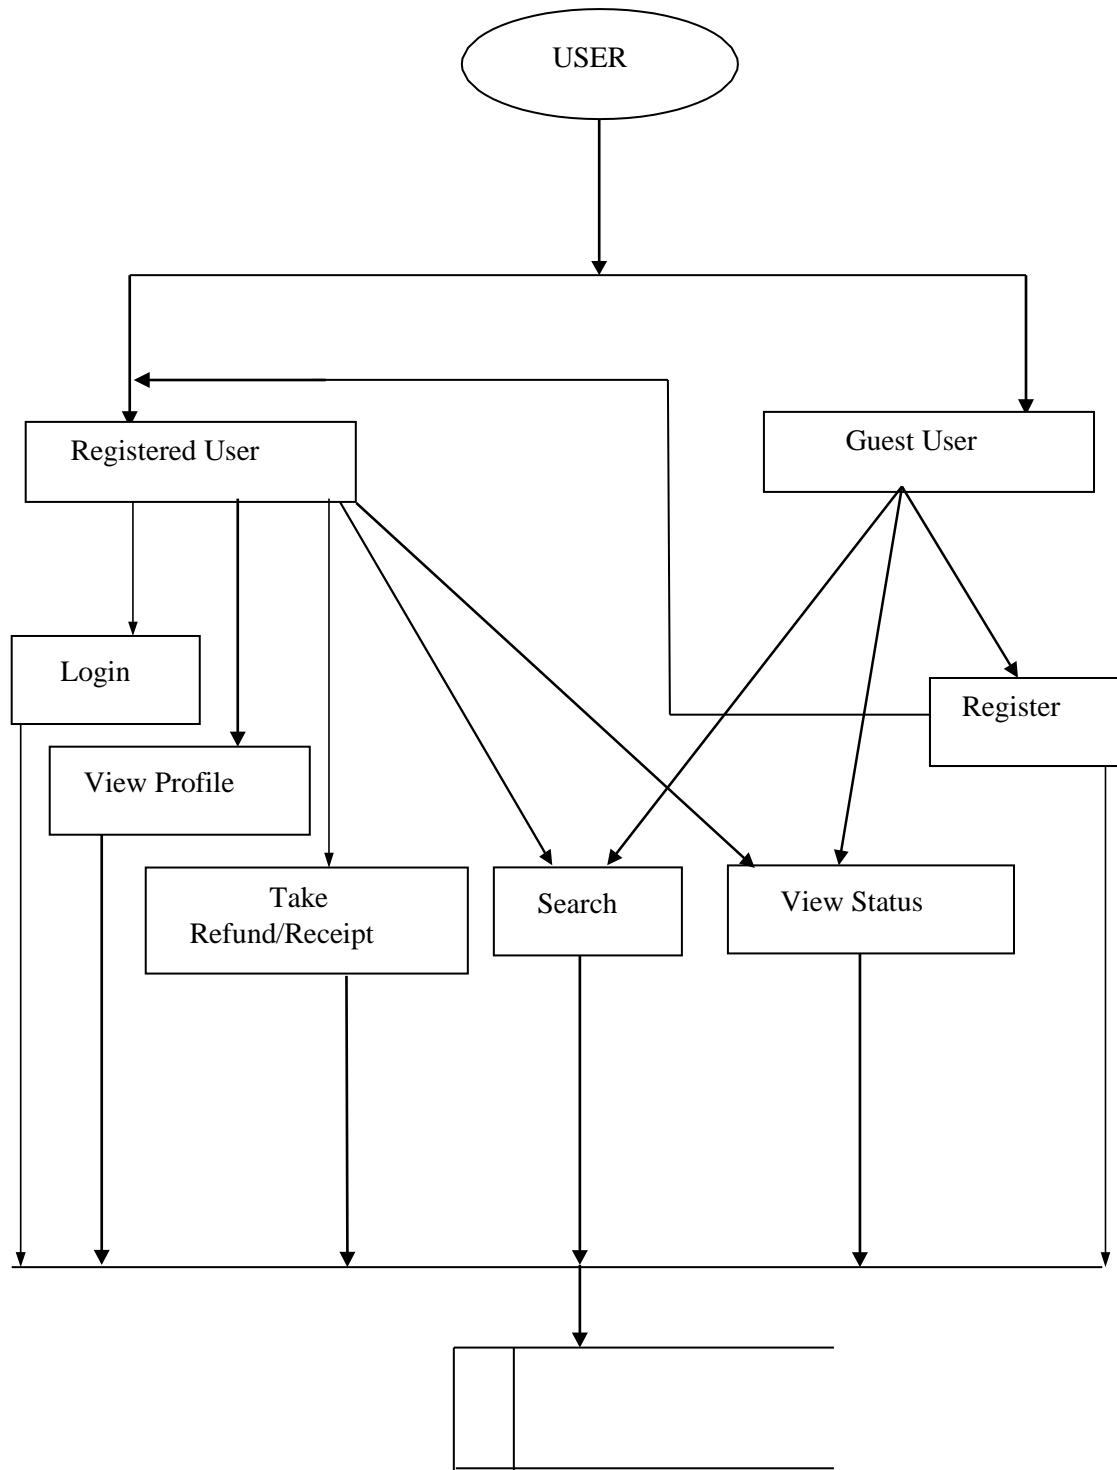 USER
Registered User
Guest User
Login
Register
View Profile
Take
Refund/Receipt
Search
View Status